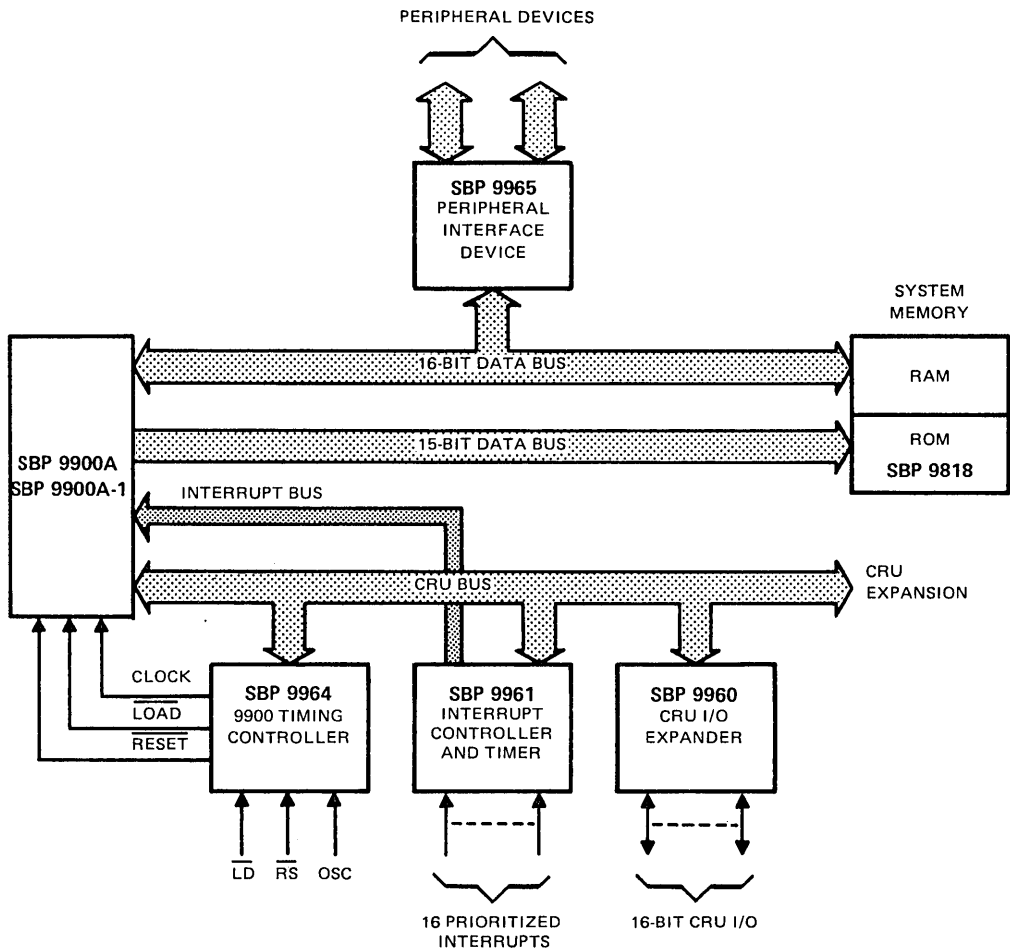 PERIPHERAL DEVICES
SBP 9965
PERIPHERAL
INTERFACE
DEVICE
SYSTEM
MEMORY
16-BIT DATA BUS
RAM
15-BIT DATA BUS
ROM
SBP 9818
SBP 9900A
SBP 9900A-1
INTERRUPT BUS
CRU BUS
CRU
EXPANSION
CLOCK
LOAD
RESET
SBP 9964
9900 TIMING
CONTROLLER
SBP 9961
INTERRUPT
CONTROLLER
AND TIMER
SBP 9960
CRU I/O
EXPANDER
LD RS OSC
16 PRIORITIZED
INTERRUPTS
16-BIT CRU I/O